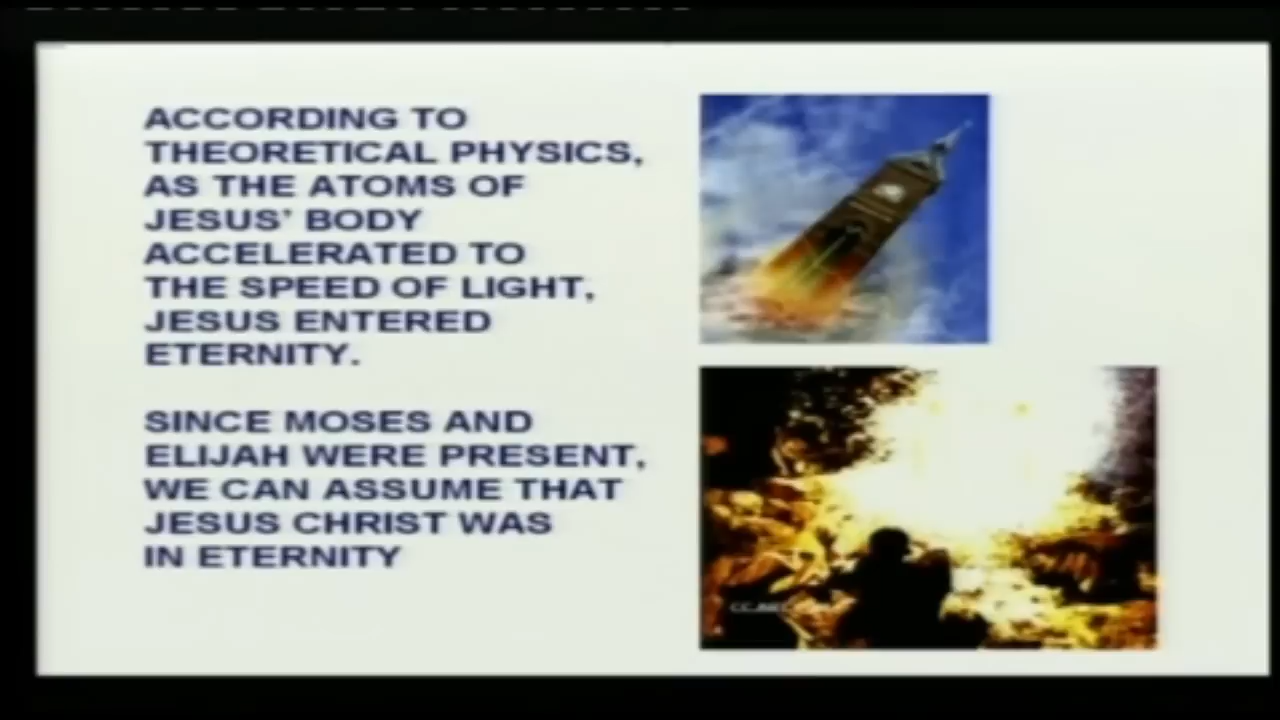 ACCORDING TO
THEORETICAL PHYSICS,
AS THE ATOMS OF
JESUS' BODY
ACCELERATED TO
THE SPEED OF LIGHT,
JESUS ENTERED
ETERNITY.
SINCE MOSES AND
ELIJAH WERE PRESENT,
WE CAN ASSUME THAT
JESUS CHRIST WAS
IN ETERNITY